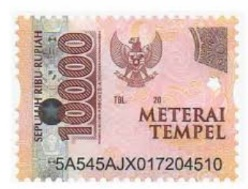 SEPULUH RIBU RUPIAH
10000
TGL. 20
METERAI
TEMPEL
5A545AJX017204510